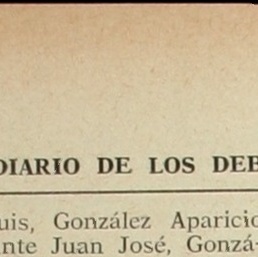 DIARIO DE LOS DEB
uis, González Aparicio
nte Juan José, Gonzá-